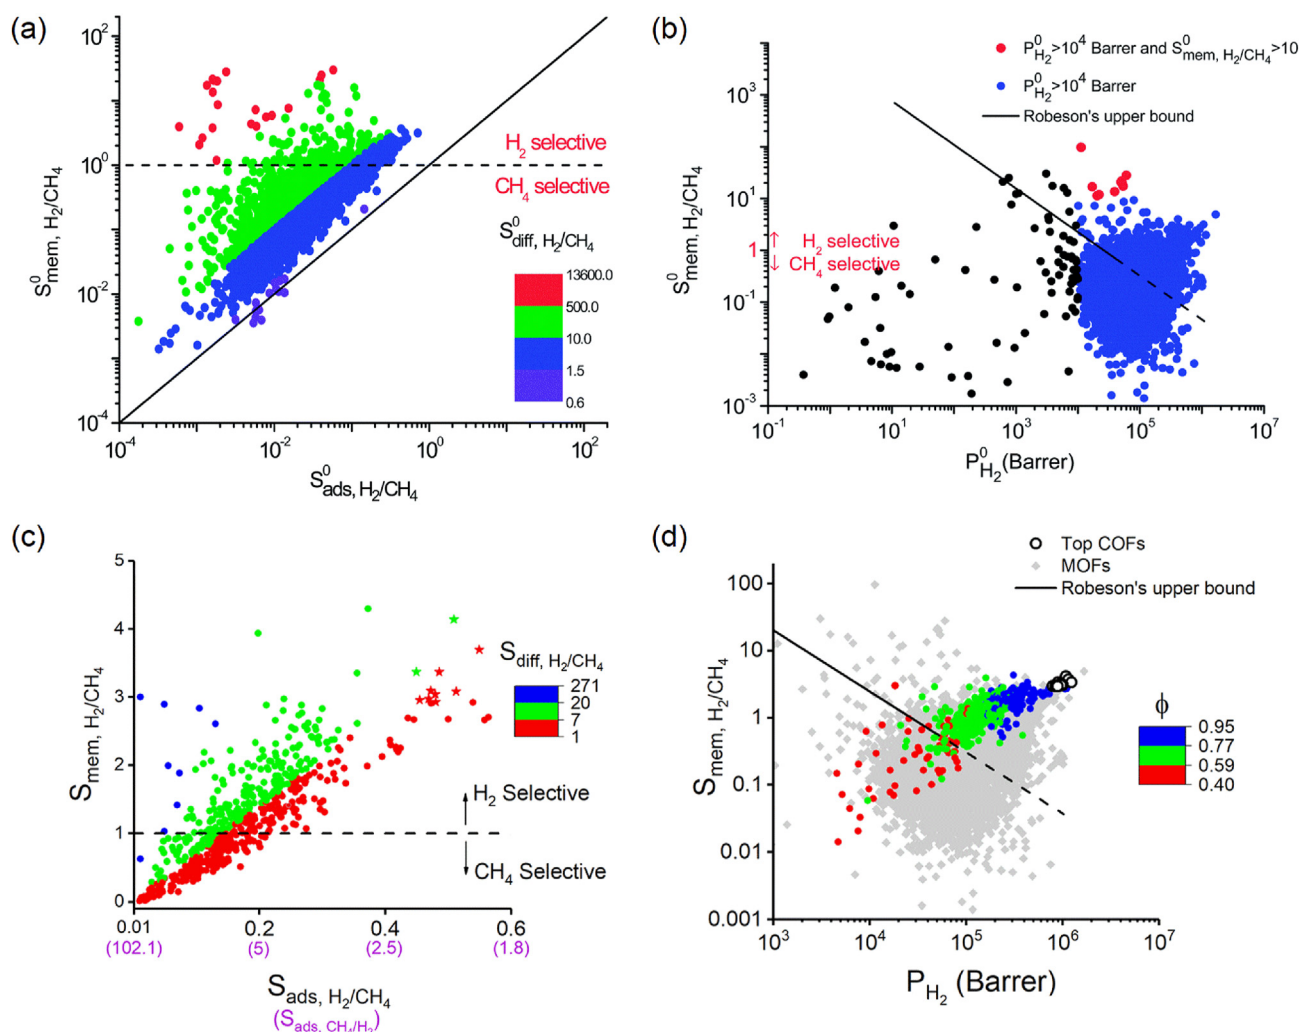 (a)
10^2
10^0
10^-2
10^-4
S^0_mem, H2/CH4
H2 selective
CH4 selective
S^0_diff, H2/CH4
13600.0
500.0
10.0
1.5
0.6
10^-4
10^-2
10^0
10^2
S^0_ads, H2/CH4
(b)
P^0_H2>10^4 Barrer and S^0_mem, H2/CH4>10
P^0_H2>10^4 Barrer
Robeson's upper bound
10^3
10^1
1
10^-1
10^-3
S^0_mem, H2/CH4
↑ H2 selective
↓ CH4 selective
10^-1
10^1
10^3
10^5
10^7
P^0_H2(Barrer)
(c)
5
4
3
2
1
0
S_mem, H2/CH4
S_diff, H2/CH4
271
20
7
1
H2 Selective
CH4 Selective
0.01
0.2
0.4
0.6
(102.1)
(5)
(2.5)
(1.8)
S_ads, H2/CH4
(S_ads, CH4/H2)
(d)
Top COFs
MOFs
Robeson's upper bound
100
10
1
0.1
0.01
0.001
S_mem, H2/CH4
ϕ
0.95
0.777
0.59
0.40
10^3
10^4
10^5
10^6
10^7
P_H2 (Barrer)